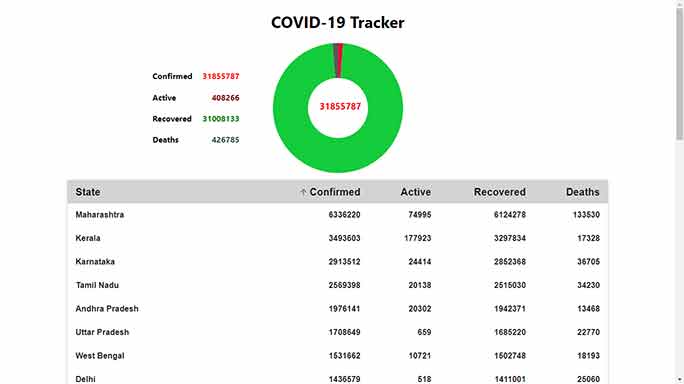 COVID-19 Tracker
Confirmed 31855787
Active 408266
Recovered 31008133
Deaths 426785
31855787
State ↑ Confirmed Active Recovered Deaths
Maharashtra 6336220 74995 6124278 133530
Kerala 3493603 177923 3297834 17328
Karnataka 2913512 24414 2852368 36705
Tamil Nadu 2569398 20138 2515030 34230
Andhra Pradesh 1976141 20302 1942371 13468
Uttar Pradesh 1708649 659 1685220 22770
West Bengal 1531662 10721 1502748 18193
Delhi 1436579 518 1411001 25060